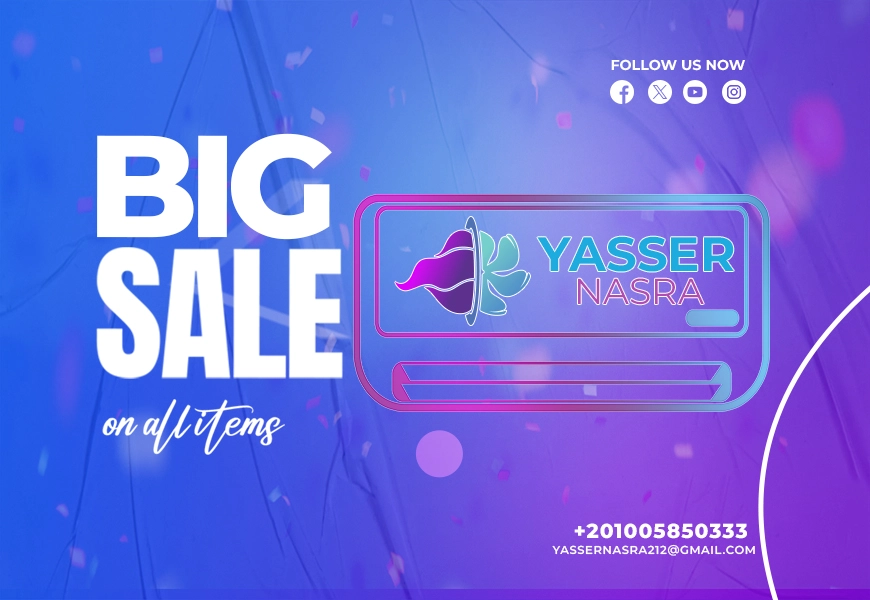 FOLLOW US NOW
BIG
SALE
on all items
YASSER
NASRA
+201005850333
YASSERNASRA212@GMAIL.COM